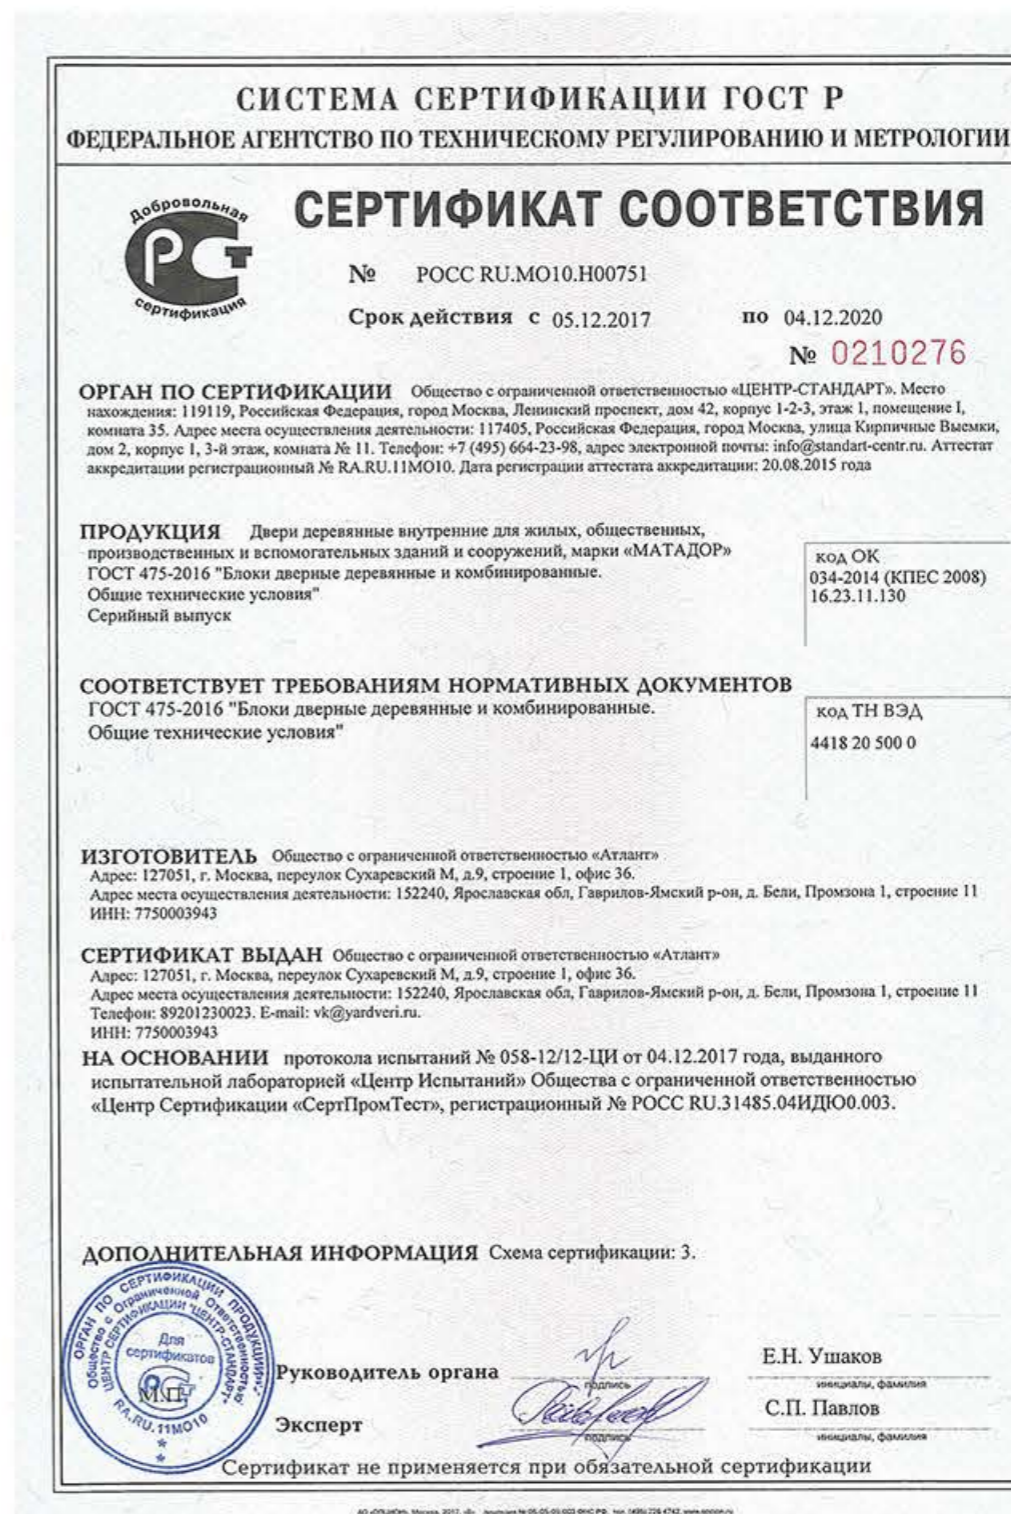 СИСТЕМА СЕРТИФИКАЦИИ ГОСТ Р
ФЕДЕРАЛЬНОЕ АГЕНТСТВО ПО ТЕХНИЧЕСКОМУ РЕГУЛИРОВАНИЮ И МЕТРОЛОГИИ
Добровольная
РСТ
сертификация
СЕРТИФИКАТ СООТВЕТСТВИЯ
№ РОСС RU.МО10.Н00751
Срок действия с 05.12.2017 по 04.12.2020
№ 0210276
ОРГАН ПО СЕРТИФИКАЦИИ Общество с ограниченной ответственностью «ЦЕНТР-СТАНДАРТ». Место
нахождения: 119119, Российская Федерация, город Москва, Ленинский проспект, дом 42, корпус 1-2-3, этаж 1, помещение I,
комната 35. Адрес места осуществления деятельности: 117405, Российская Федерация, город Москва, улица Кирпичные Выемки,
дом 2, корпус 1, 3-й этаж, комната № 11. Телефон: +7 (495) 664-23-98, адрес электронной почты: info@standart-centr.ru. Аттестат
аккредитации регистрационный № RA.RU.11МО10. Дата регистрации аттестата аккредитации: 20.08.2015 года
ПРОДУКЦИЯ Двери деревянные внутренние для жилых, общественных,
производственных и вспомогательных зданий и сооружений, марки «МАТАДОР»
ГОСТ 475-2016 "Блоки дверные деревянные и комбинированные.
Общие технические условия"
Серийный выпуск
код ОК
034-2014 (КПЕС 2008)
16.23.11.130
СООТВЕТСТВУЕТ ТРЕБОВАНИЯМ НОРМАТИВНЫХ ДОКУМЕНТОВ
ГОСТ 475-2016 "Блоки дверные деревянные и комбинированные.
Общие технические условия"
код ТН ВЭД
4418 20 500 0
ИЗГОТОВИТЕЛЬ Общество с ограниченной ответственностью «Атлант»
Адрес: 127051, г. Москва, переулок Сухаревский М, д.9, строение 1, офис 36.
Адрес места осуществления деятельности: 152240, Ярославская обл, Гаврилов-Ямский р-он, д. Бели, Промзона 1, строение 11
ИНН: 7750003943
СЕРТИФИКАТ ВЫДАН Общество с ограниченной ответственностью «Атлант»
Адрес: 127051, г. Москва, переулок Сухаревский М, д.9, строение 1, офис 36.
Адрес места осуществления деятельности: 152240, Ярославская обл, Гаврилов-Ямский р-он, д. Бели, Промзона 1, строение 11
Телефон: 89201230023. E-mail: vk@yardveri.ru.
ИНН: 7750003943
НА ОСНОВАНИИ протокола испытаний № 058-12/12-ЦИ от 04.12.2017 года, выданного
испытательной лабораторией «Центр Испытаний» Общества с ограниченной ответственностью
«Центр Сертификации «СертПромТест», регистрационный № РОСС RU.31485.04ИДЮ0.003.
ДОПОЛНИТЕЛЬНАЯ ИНФОРМАЦИЯ Схема сертификации: 3.
ОРГАН ПО СЕРТИФИКАЦИИ ПРОДУКЦИИ
Общество с Ограниченной Ответственностью
ЦЕНТР СЕРТИФИКАЦИИ "ЦЕНТР-СТАНДАРТ"
Для
сертификатов
М.П.
RA.RU.11МО10
Руководитель органа
подпись
Е.Н. Ушаков
инициалы, фамилия
Эксперт
подпись
С.П. Павлов
инициалы, фамилия
Сертификат не применяется при обязательной сертификации